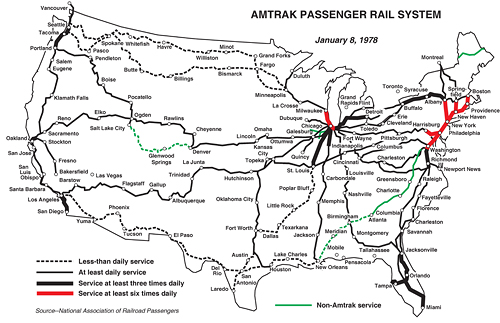 AMTRAK PASSENGER RAIL SYSTEM
January 8, 1978
Vancouver
Seattle
Tacoma
Portland
Spokane
Whitefish
Havre
Williston
Minot
Grand Forks
Fargo
Duluth
Pasco
Pendleton
Butte
Billings
Bismarck
Minneapolis
Salem
Eugene
Boise
La Crosse
Milwaukee
Grand Rapids
Flint
Detroit
Toronto
Syracuse
Buffalo
Albany
Montreal
Springfield
Boston
Providence
New Haven
New York
Philadelphia
Harrisburg
Klamath Falls
Pocatello
Ogden
Rawlins
Cheyenne
Dubuque
Chicago
Galesburg
Toledo
Erie
Cleveland
Pittsburgh
Fort Wayne
Indianapolis
Columbus
Washington
Richmond
Newport News
Reno
Elko
Salt Lake City
Sacramento
Stockton
Oakland
San Jose
Glenwood Springs
Denver
La Junta
Lincoln
Omaha
Ottumwa
Kansas City
Topeka
Quincy
St. Louis
Cincinnati
Charleston
Carbondale
Louisville
San Luis Obispo
Fresno
Bakersfield
Barstow
Las Vegas
Santa Barbara
Los Angeles
San Diego
Flagstaff
Gallup
Albuquerque
Trinidad
Hutchinson
Oklahoma City
Poplar Bluff
Little Rock
Nashville
Memphis
Greensboro
Raleigh
Charlotte
Fayetteville
Florence
Columbia
Charleston
Savannah
Atlanta
Birmingham
Montgomery
Meridian
Jackson
Yuma
Phoenix
Tucson
El Paso
Fort Worth
Dallas
Texarkana
Austin
Del Rio
Laredo
San Antonio
Houston
Lake Charles
New Orleans
Mobile
Pensacola
Tallahassee
Jacksonville
Orlando
Tampa
Miami
Less-than daily service
At least daily service
Service at least three times daily
Service at least six times daily
Non-Amtrak service
Source–National Association of Railroad Passengers